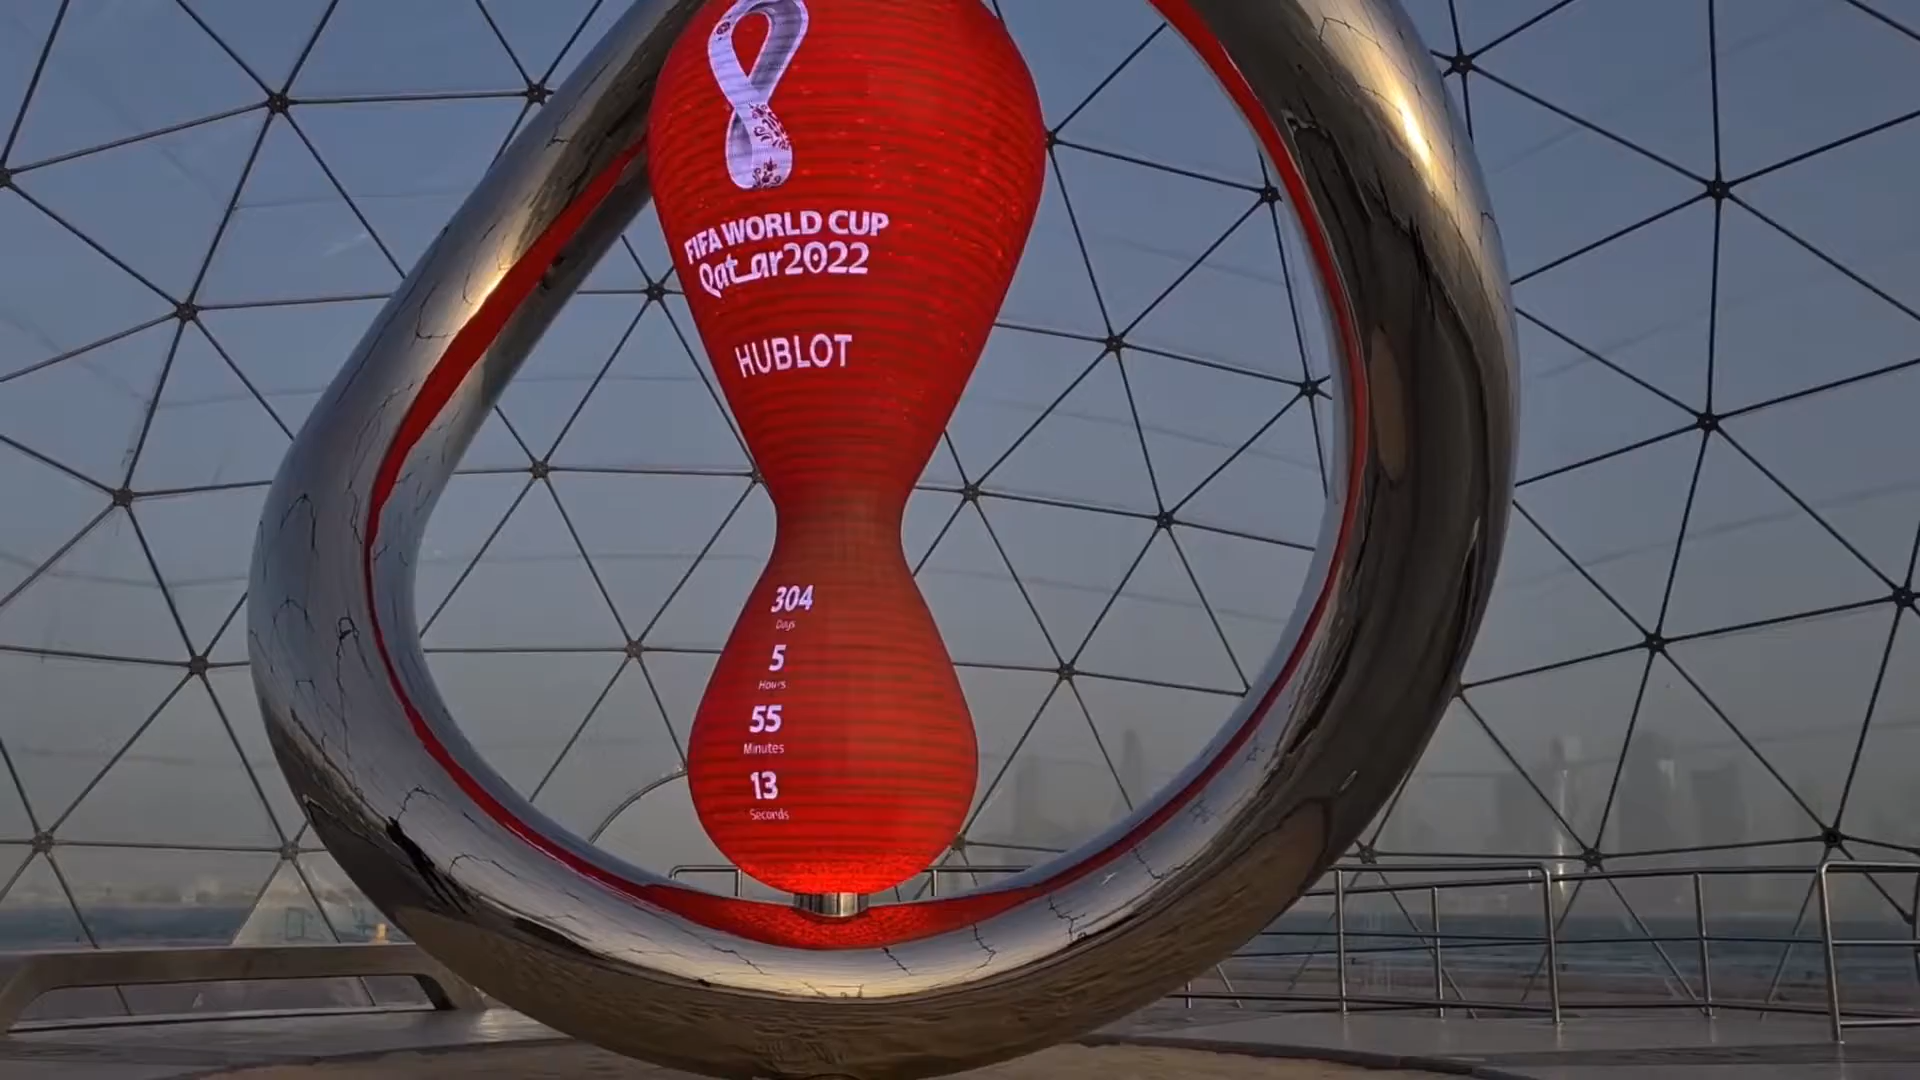 FIFA WORLD CUP
Qatar2022
HUBLOT
304
Days
5
Hours
55
Minutes
13
Seconds